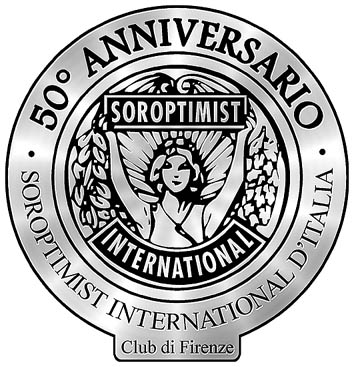 50° ANNIVERSARIO
SOROPTIMIST
INTERNATIONAL
• SOROPTIMIST INTERNATIONAL D'ITALIA •
Club di Firenze